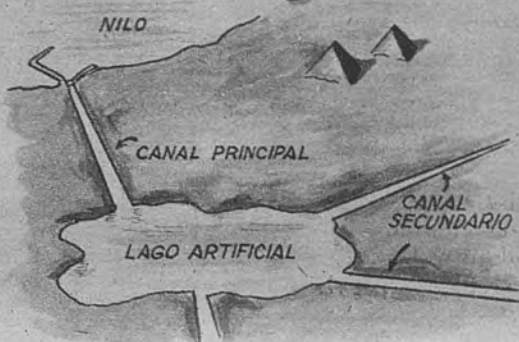 NILO
CANAL PRINCIPAL
CANAL
SECUNDARIO
LAGO ARTIFICIAL